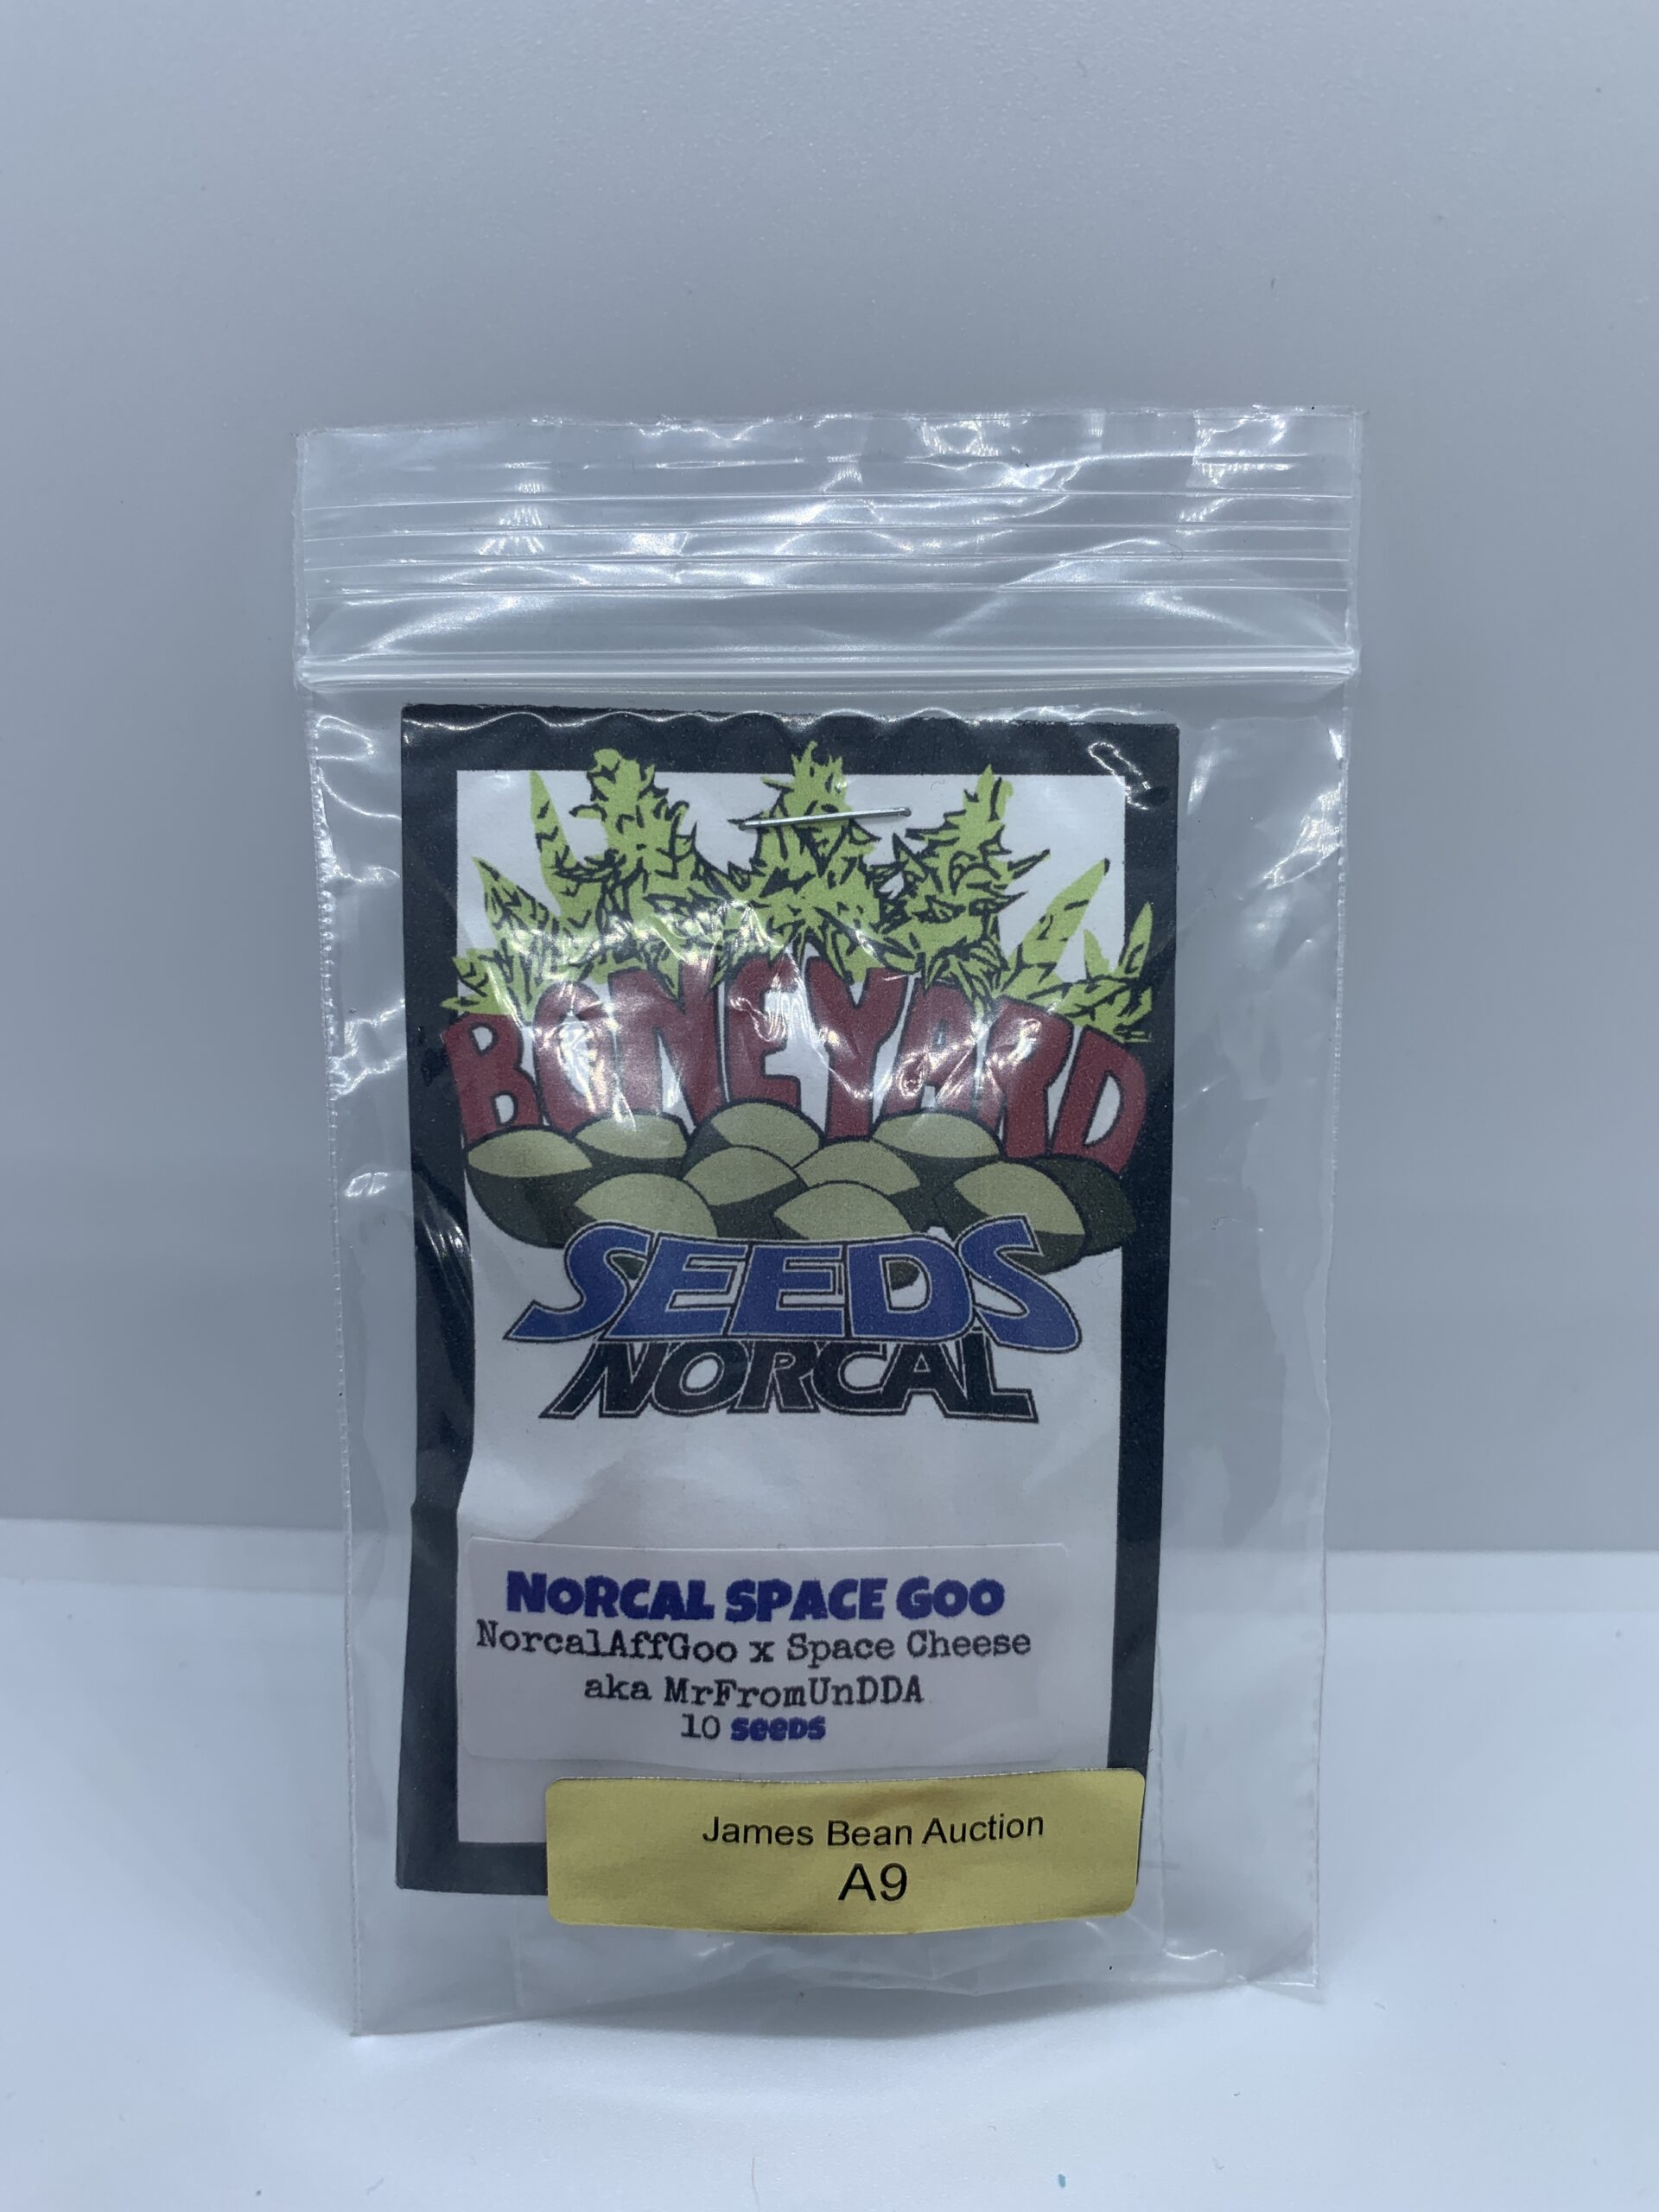 BONEYARD
SEEDS
NORCAL
NORCAL SPACE GOO
NorcalAffGoo x Space Cheese
aka MrFromUnDDA
10 SeeDS
James Bean Auction
A9